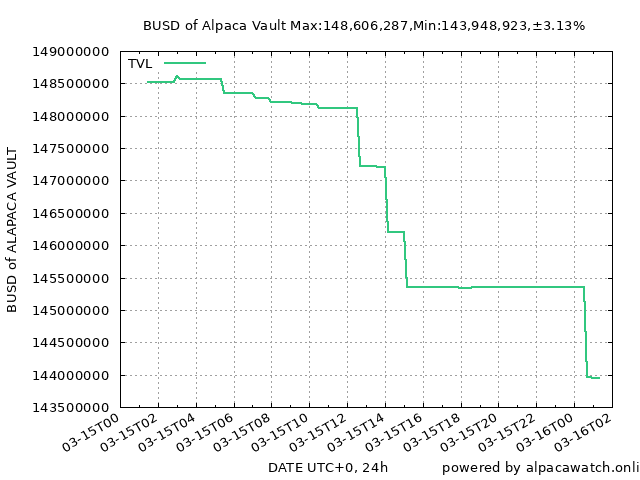 BUSD of Alpaca Vault Max:148,606,287,Min:143,948,923,±3.13%
TVL
149000000
148500000
148000000
147500000
147000000
146500000
146000000
145500000
145000000
144500000
144000000
143500000
BUSD of ALAPACA VAULT
03-15T00
03-15T02
03-15T04
03-15T06
03-15T08
03-15T10
03-15T12
03-15T14
03-15T16
03-15T18
03-15T20
03-15T22
03-16T00
03-16T02
DATE UTC+0, 24h
powered by alpacawatch.onli